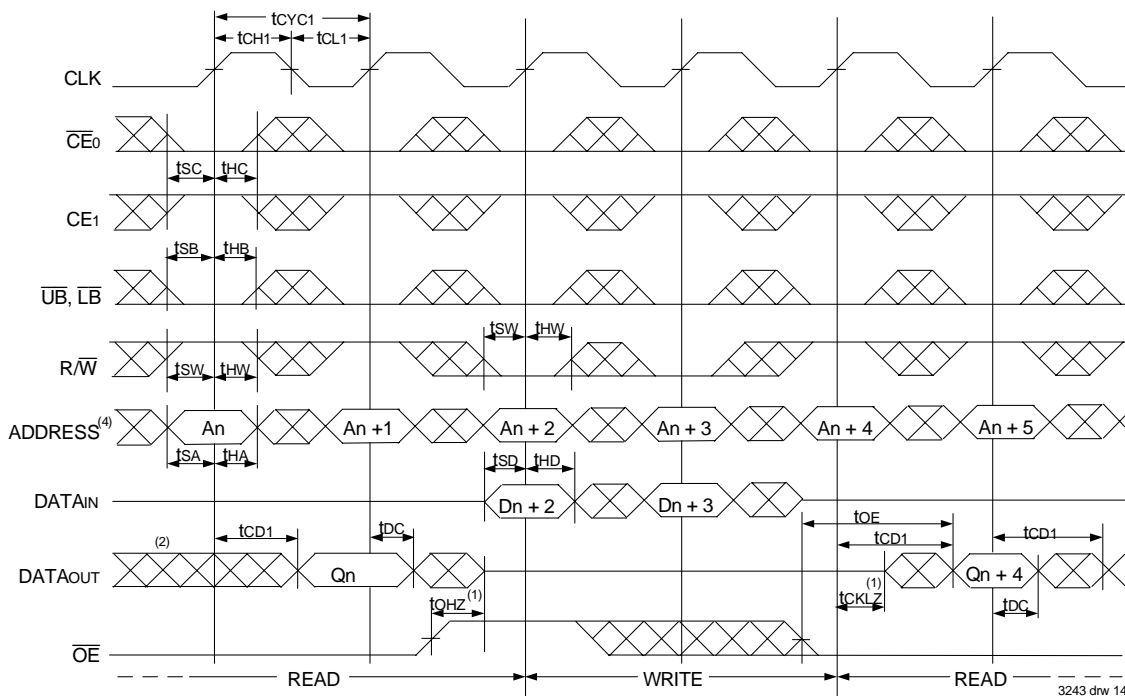 tCYC1
tCH1 tCL1
CLK
CE0
tSC tHC
CE1
tSB tHB
UB, LB
tSW tHW
R/W
tSW tHW
ADDRESS(4) An An +1 An + 2 An + 3 An + 4 An + 5
tSA tHA tSD tHD
DATAIN Dn + 2 Dn + 3
tOE
tCD1 tDC tCD1 tCD1
(2)
DATAOUT Qn Qn + 4
tOHZ(1) tCKLZ(1) tDC
OE
READ WRITE READ
3243 drw 14